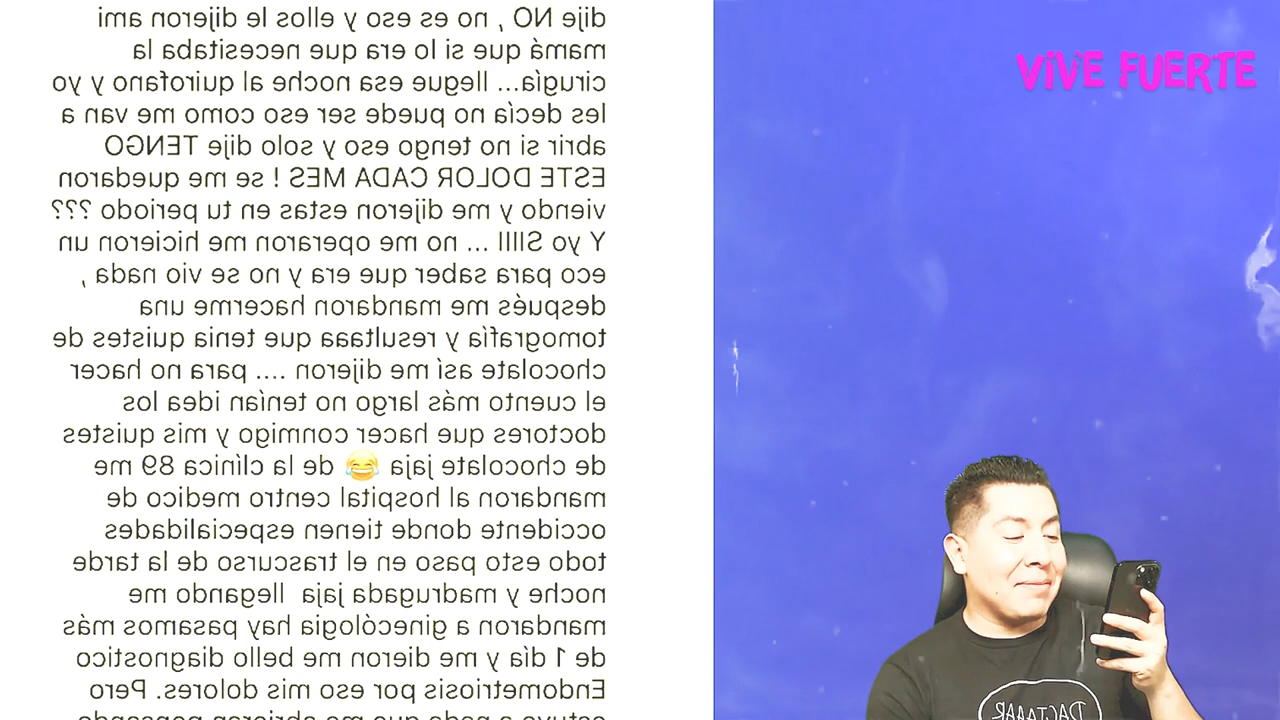 dije NO , no es eso y ellos le dijeron ami
mamá que si lo era que necesitaba la
cirugía... llegue esa noche al quirofano y yo
les decía no puede ser eso como me van a
abrir si no tengo eso y solo dije TENGO
ESTE DOLOR CADA MES ! se me quedaron
viendo y me dijeron estas en tu periodo ???
Y yo SIIII ... no me operaron me hicieron un
eco para saber que era y no se vio nada ,
después me mandaron hacerme una
tomografía y resultaaa que tenia quistes de
chocolate así me dijeron .... para no hacer
el cuento más largo no tenían idea los
doctores que hacer conmigo y mis quistes
de chocolate jaja 😂 de la clínica 89 me
mandaron al hospital centro medico de
occidente donde tienen especialidades
todo esto paso en el trascurso de la tarde
noche y madrugada jaja llegando me
mandaron a ginecólogia hay pasamos más
de 1 día y me dieron me bello diagnostico
Endometriosis por eso mis dolores. Pero
estuve a nada que me abrieran pensando
VIVE FUERTE